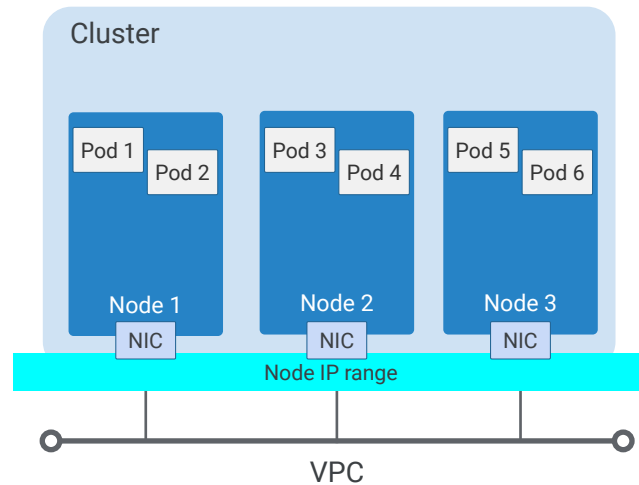 Cluster
Pod 1
Pod 2
Pod 3
Pod 4
Pod 5
Pod 6
Node 1
Node 2
Node 3
NIC
NIC
NIC
Node IP range
VPC